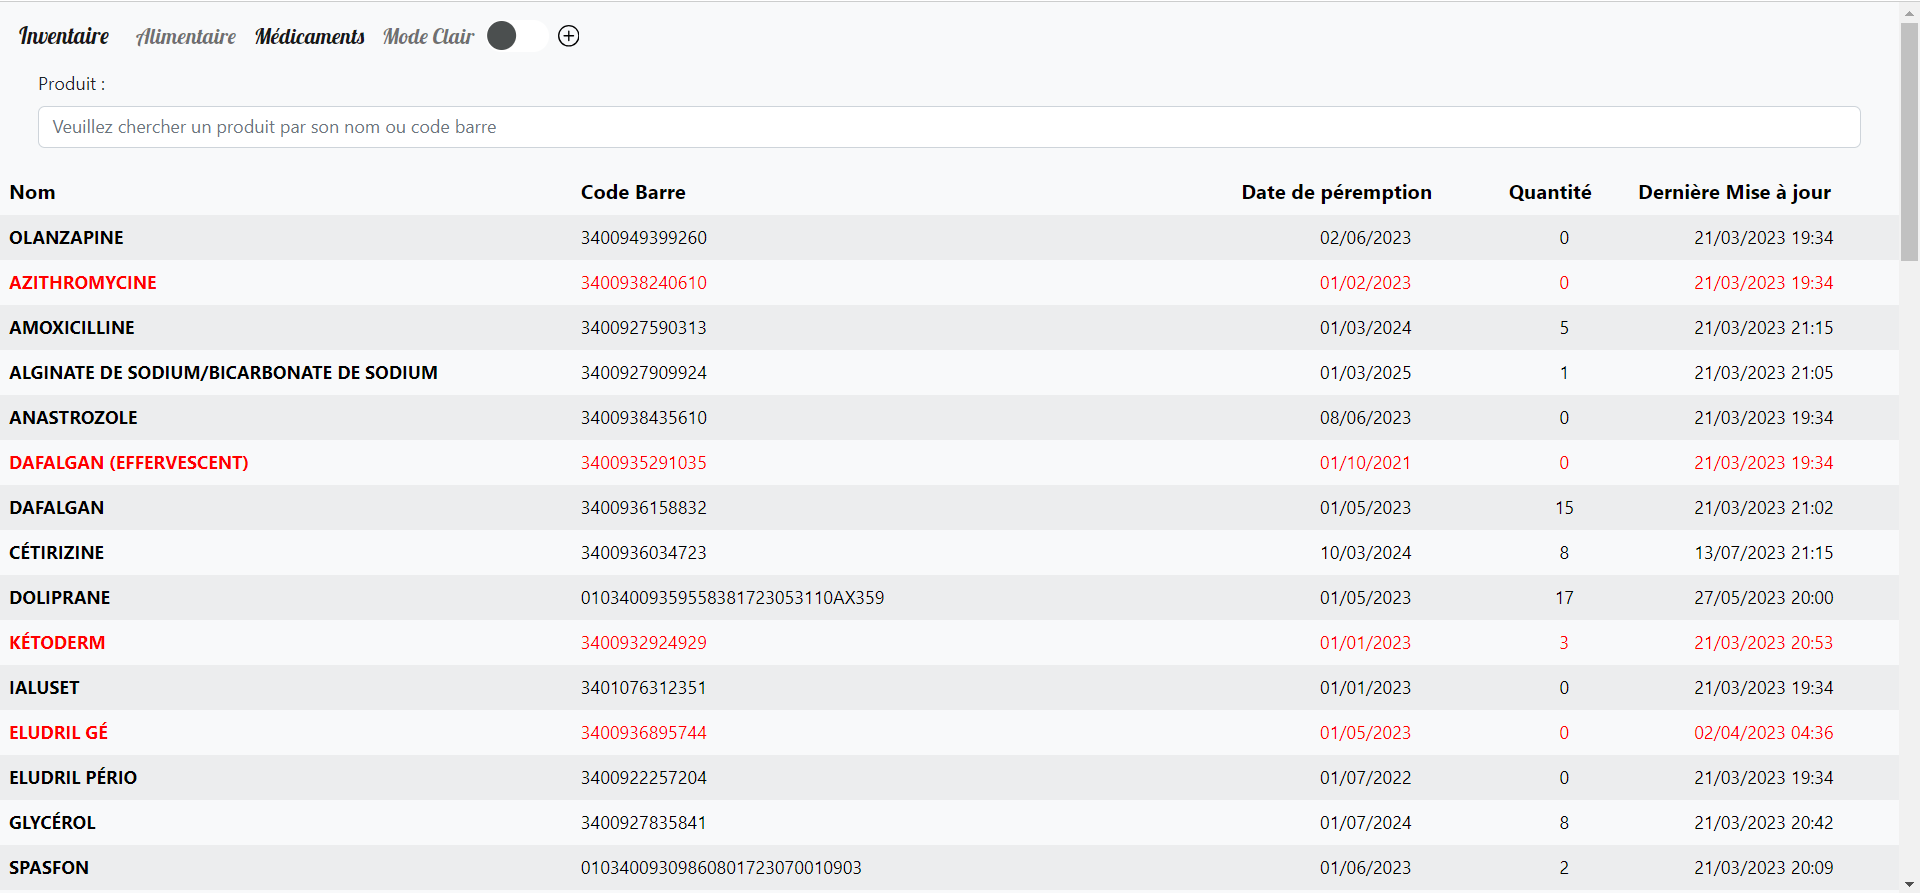 Inventaire Alimentaire Médicaments Mode Clair
Produit :
Veuillez chercher un produit par son nom ou code barre
Nom Code Barre Date de péremption Quantité Dernière Mise à jour
OLANZAPINE 3400949399260 02/06/2023 0 21/03/2023 19:34
AZITHROMYCINE 3400938240610 01/02/2023 0 21/03/2023 19:34
AMOXICILLINE 3400927590313 01/03/2024 5 21/03/2023 21:15
ALGINATE DE SODIUM/BICARBONATE DE SODIUM 3400927909924 01/03/2025 1 21/03/2023 21:05
ANASTROZOLE 3400938435610 08/06/2023 0 21/03/2023 19:34
DAFALGAN (EFFERVESCENT) 3400935291035 01/10/2021 0 21/03/2023 19:34
DAFALGAN 3400936158832 01/05/2023 15 21/03/2023 21:02
CÉTIRIZINE 3400936034723 10/03/2024 8 13/07/2023 21:15
DOLIPRANE 01034009359558381723053110AX359 01/05/2023 17 27/05/2023 20:00
KÉTODERM 3400932924929 01/01/2023 3 21/03/2023 20:53
IALUSET 3401076312351 01/01/2023 0 21/03/2023 19:34
ELUDRIL GÉ 3400936895744 01/05/2023 0 02/04/2023 04:36
ELUDRIL PÉRIO 3400922257204 01/07/2022 0 21/03/2023 19:34
GLYCÉROL 3400927835841 01/07/2024 8 21/03/2023 20:42
SPASFON 01034009309860801723070010903 01/06/2023 2 21/03/2023 20:09